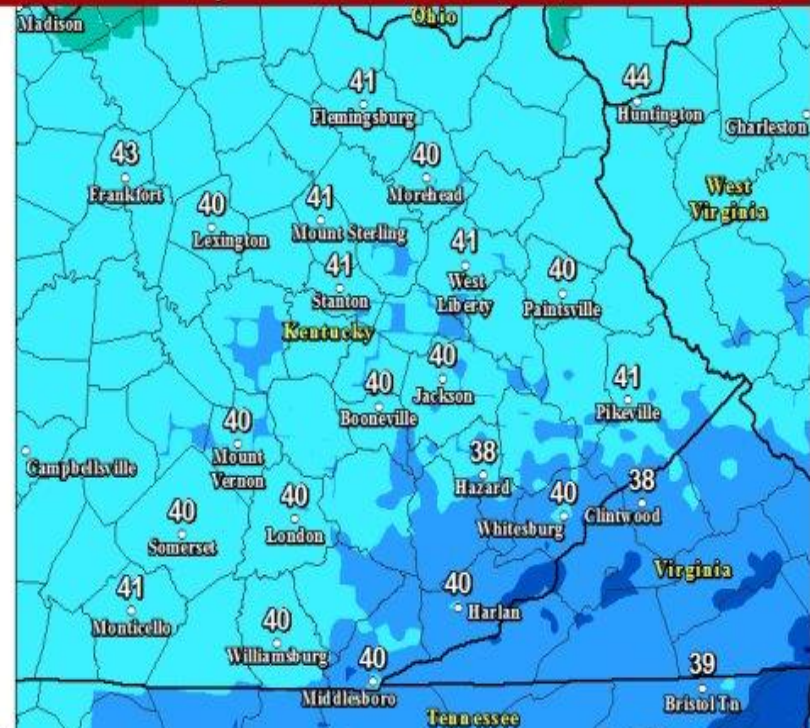 Madison
Ohio
41
Flemingsburg
44
Huntington
Charleston
43
Frankfort
40
Morehead
West
Virginia
40
Lexington
41
Mount Sterling
41
West
Liberty
41
Stanton
40
Paintsville
Kentucky
40
Jackson
40
Booneville
41
Pikeville
40
Mount
Vernon
Campbellsville
38
Hazard
40
Whitesburg
38
Clintwood
40
London
40
Somerset
Virginia
41
Monticello
40
Harlan
40
Williamsburg
40
Middlesboro
39
Bristol Tn
Tennessee